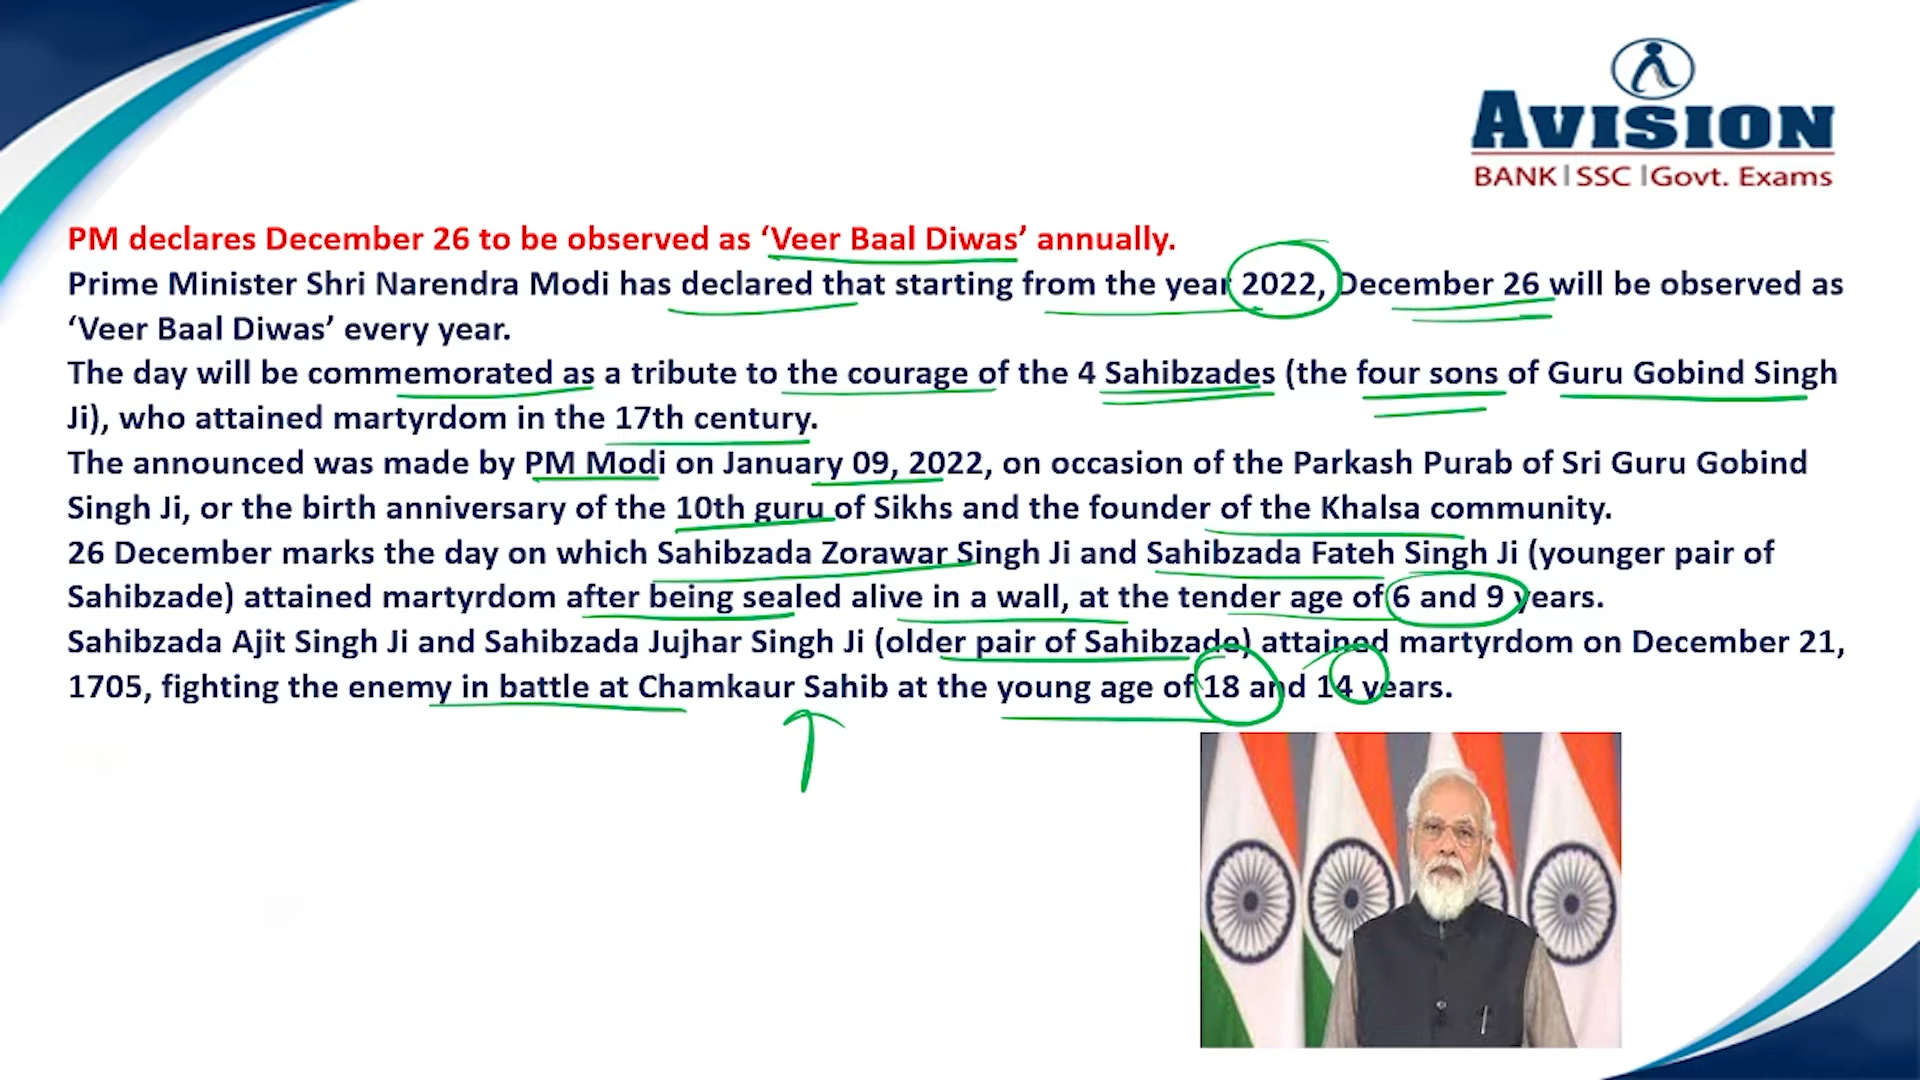 AVISION
BANK | SSC | Govt. Exams
PM declares December 26 to be observed as ‘Veer Baal Diwas’ annually.
Prime Minister Shri Narendra Modi has declared that starting from the year 2022, December 26 will be observed as
‘Veer Baal Diwas’ every year.
The day will be commemorated as a tribute to the courage of the 4 Sahibzades (the four sons of Guru Gobind Singh
Ji), who attained martyrdom in the 17th century.
The announced was made by PM Modi on January 09, 2022, on occasion of the Parkash Purab of Sri Guru Gobind
Singh Ji, or the birth anniversary of the 10th guru of Sikhs and the founder of the Khalsa community.
26 December marks the day on which Sahibzada Zorawar Singh Ji and Sahibzada Fateh Singh Ji (younger pair of
Sahibzade) attained martyrdom after being sealed alive in a wall, at the tender age of 6 and 9 years.
Sahibzada Ajit Singh Ji and Sahibzada Jujhar Singh Ji (older pair of Sahibzade) attained martyrdom on December 21,
1705, fighting the enemy in battle at Chamkaur Sahib at the young age of 18 and 14 years.